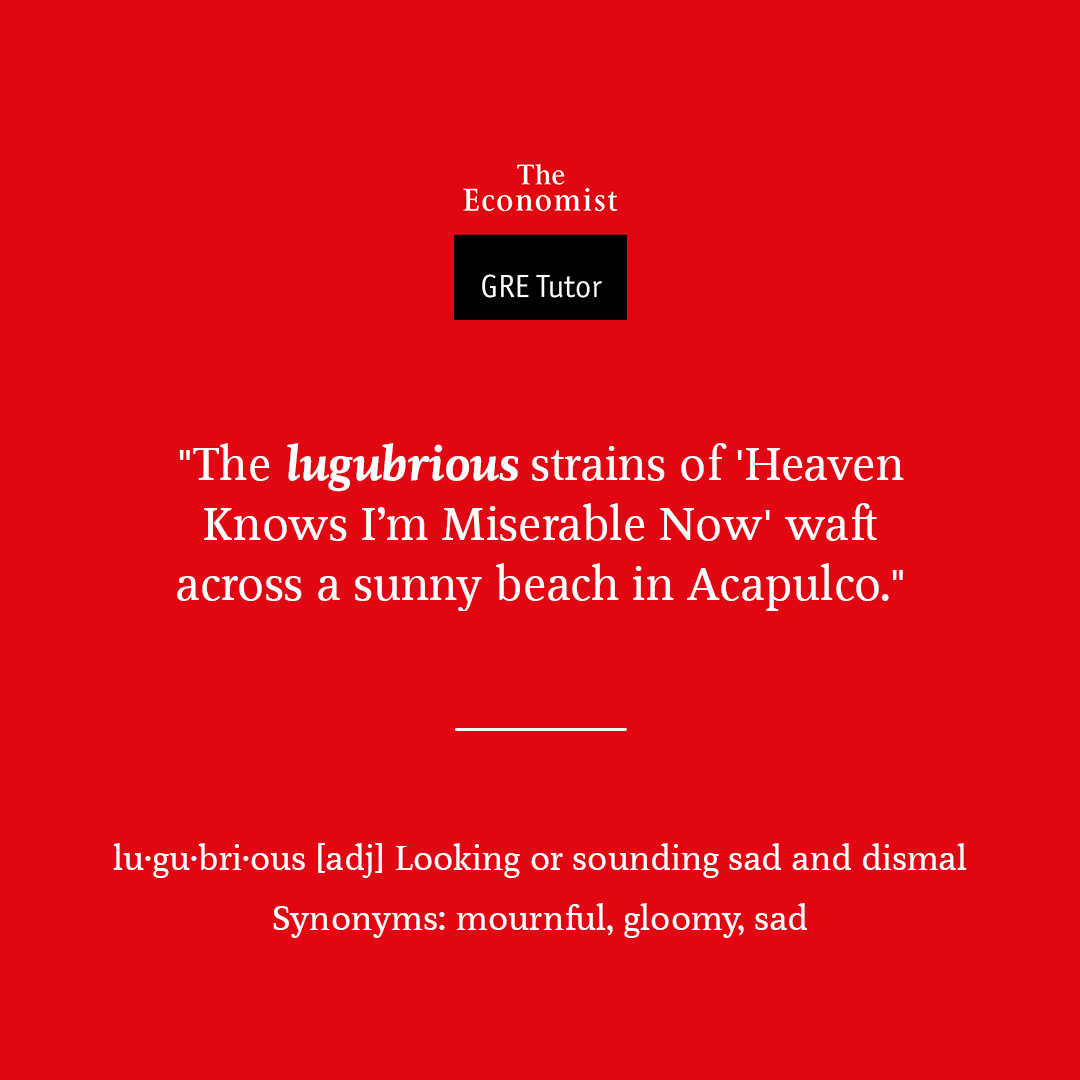 The
Economist
GRE Tutor
"The lugubrious strains of 'Heaven
Knows I’m Miserable Now' waft
across a sunny beach in Acapulco."
lu·gu·bri·ous [adj] Looking or sounding sad and dismal
Synonyms: mournful, gloomy, sad